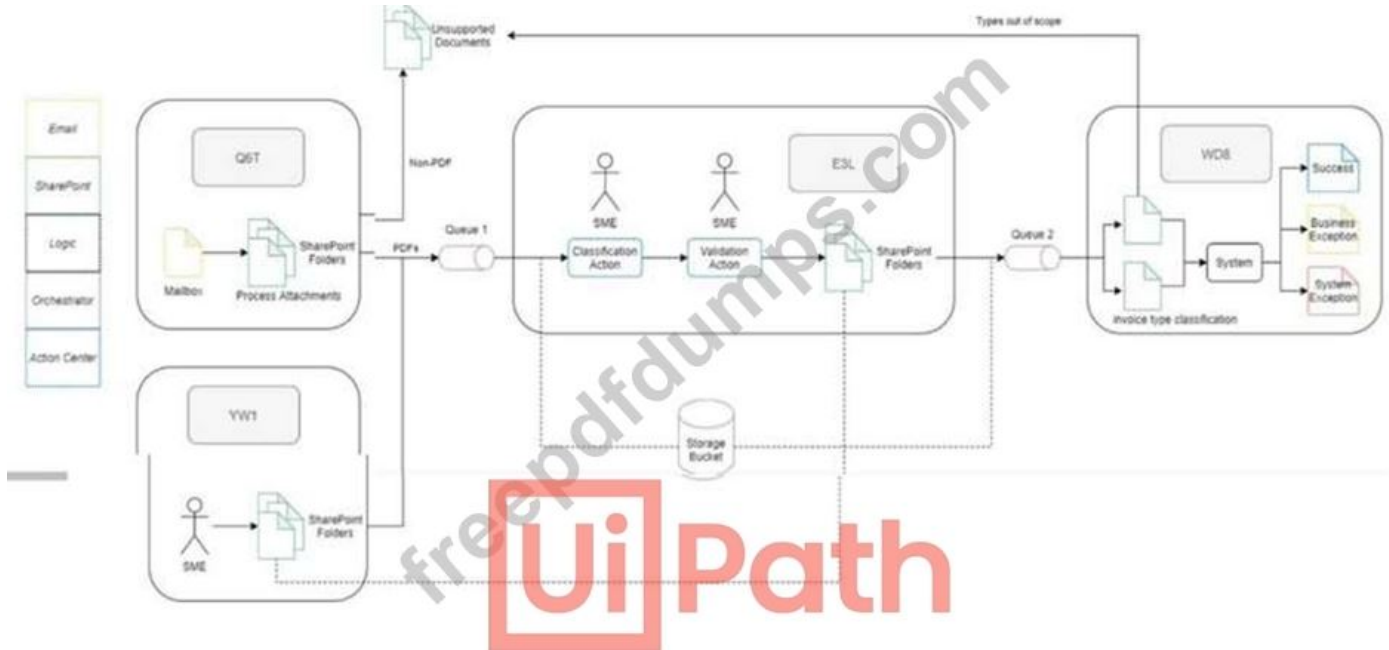 Unsupported
Documents
Types out of scope
Email
SharePoint
Logic
Orchestrator
Action Center
Q6T
Non-PDF
Mailbox
SharePoint
Folders
Process Attachments
PDFs
Queue 1
E3L
SME
SME
Classification
Action
Validation
Action
SharePoint
Folders
Queue 2
WD8
System
Success
Business
Exception
System
Exception
Invoice type classification
YW1
SME
SharePoint
Folders
Storage
Bucket
freepdfdumps.com
UiPath